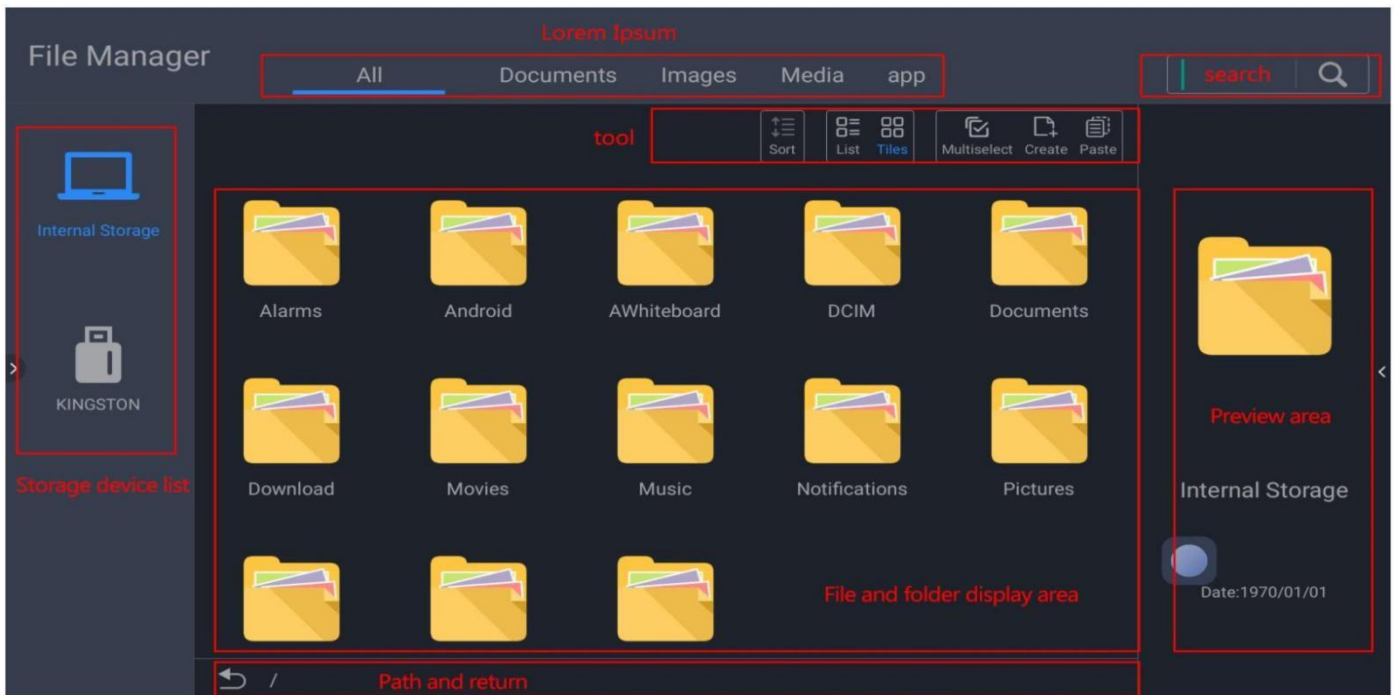 Lorem Ipsum
File Manager
All Documents Images Media app
search
tool
Sort List Tiles Multiselect Create Paste
Internal Storage
KINGSTON
Storage device list
Alarms Android AWhiteboard DCIM Documents
Download Movies Music Notifications Pictures
File and folder display area
Preview area
Internal Storage
Date:1970/01/01
/ Path and return